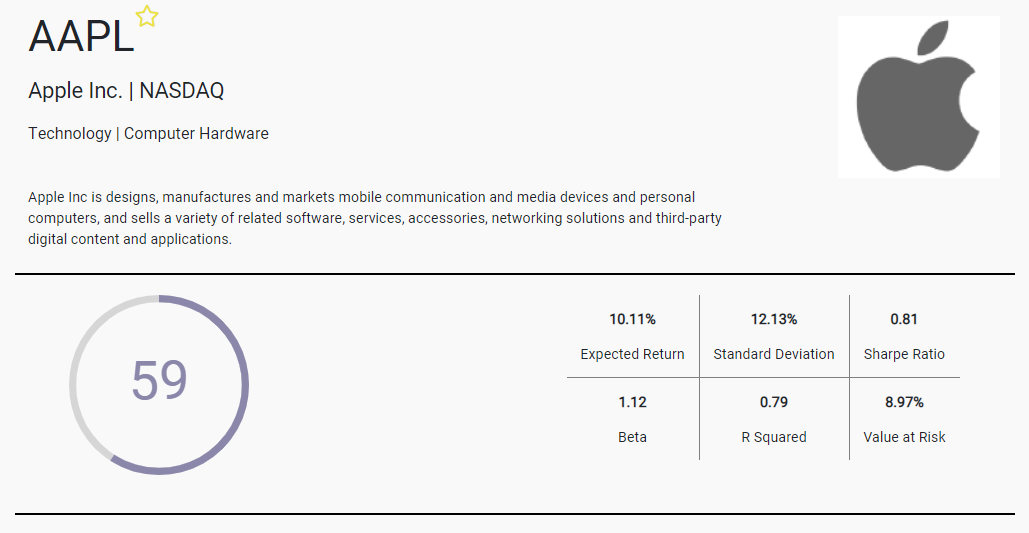 AAPL
Apple Inc. | NASDAQ
Technology | Computer Hardware
Apple Inc is designs, manufactures and markets mobile communication and media devices and personal
computers, and sells a variety of related software, services, accessories, networking solutions and third-party
digital content and applications.
59
10.11% 12.13% 0.81
Expected Return Standard Deviation Sharpe Ratio
1.12 0.79 8.97%
Beta R Squared Value at Risk